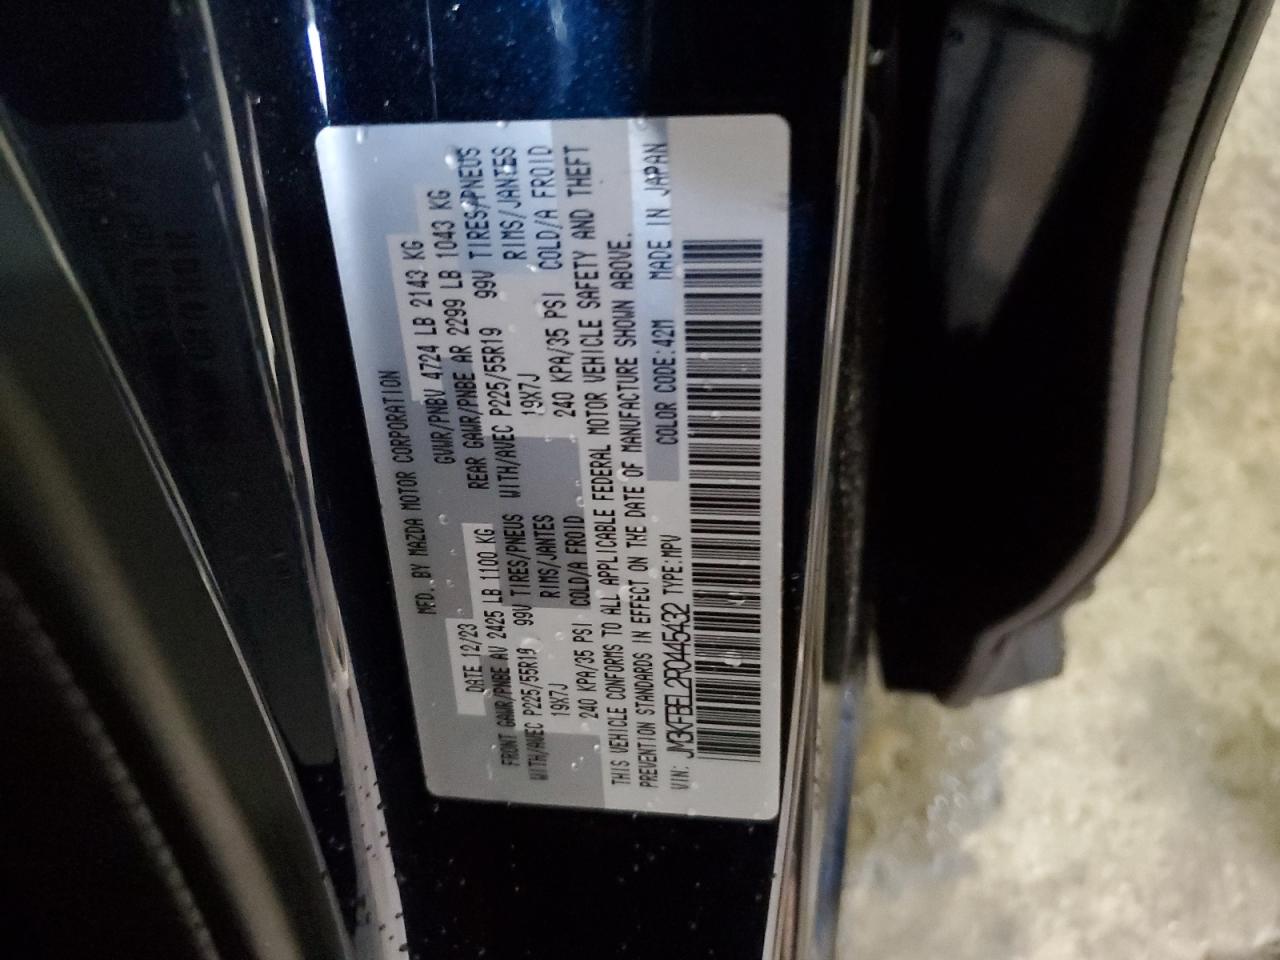 MFD. BY MAZDA MOTOR CORPORATION
DATE 12/23 GVWR/PNBV 4724 LB 2143 KG
FRONT GAWR/PNBE AV 2425 LB 1100 KG REAR GAWR/PNBE AR 2299 LB 1043 KG
WITH/AVEC P225/55R19 99V TIRES/PNEUS WITH/AVEC P225/55R19 99V TIRES/PNEUS
19X7J RIMS/JANTES 19X7J RIMS/JANTES
240 KPA/35 PSI COLD/A FROID 240 KPA/35 PSI COLD/A FROID
THIS VEHICLE CONFORMS TO ALL APPLICABLE FEDERAL MOTOR VEHICLE SAFETY AND THEFT
PREVENTION STANDARDS IN EFFECT ON THE DATE OF MANUFACTURE SHOWN ABOVE.
VIN: JM3KFBEL2R0445432 TYPE:MPV COLOR CODE:42M MADE IN JAPAN